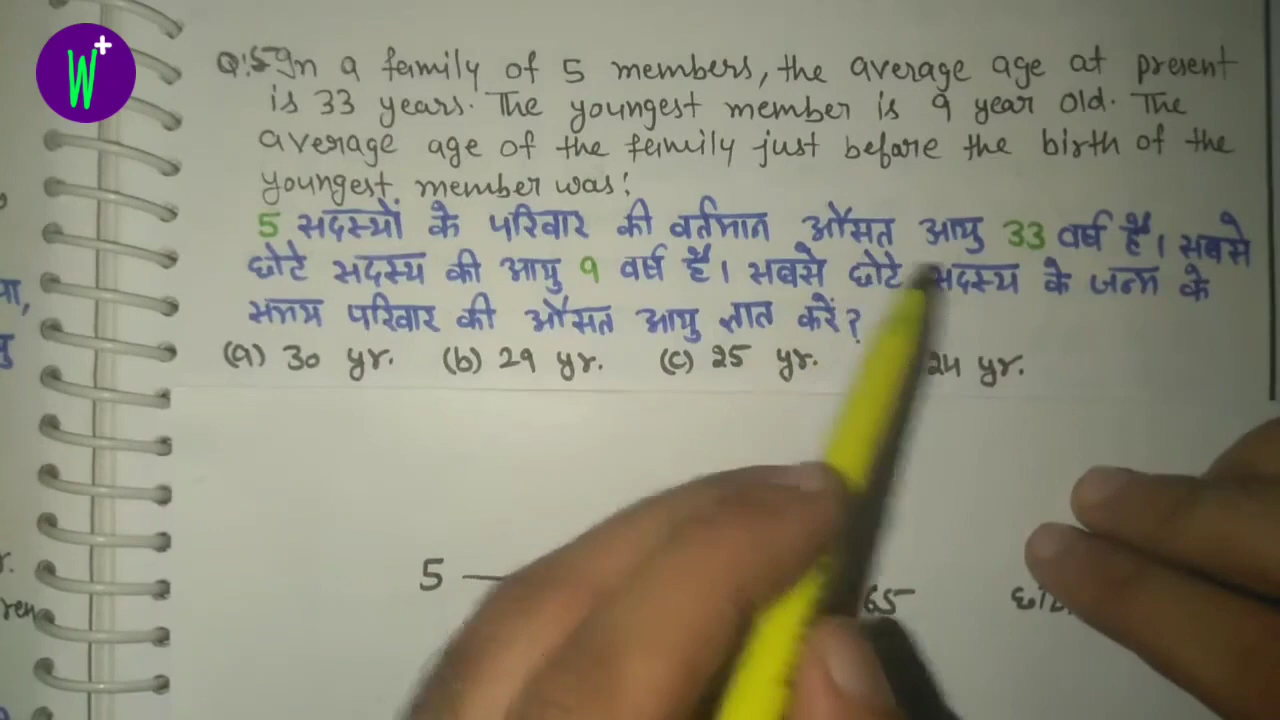 W+
Q:5 In a family of 5 members, the average age at present
is 33 years. The youngest member is 9 year old. The
average age of the family just before the birth of the
youngest member was!
5 सदस्यों के परिवार की वर्तमान औसत आयु 33 वर्ष है। सबसे
छोटे सदस्य की आयु 9 वर्ष है। सबसे छोटे सदस्य के जन्म के
समय परिवार की औसत आयु ज्ञात करें?
(a) 30 yr. (b) 29 yr. (c) 25 yr. 24 yr.
5 — 65